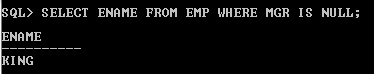 SQL> SELECT ENAME FROM EMP WHERE MGR IS NULL;
ENAME
----------
KING